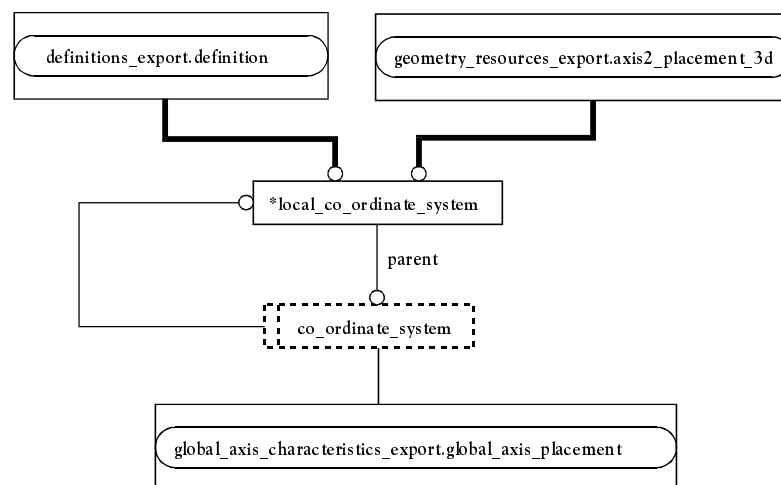 definitions_export.definition
geometry_resources_export.axis2_placement_3d
*local_co_ordinate_system
parent
co_ordinate_system
global_axis_characteristics_export.global_axis_placement